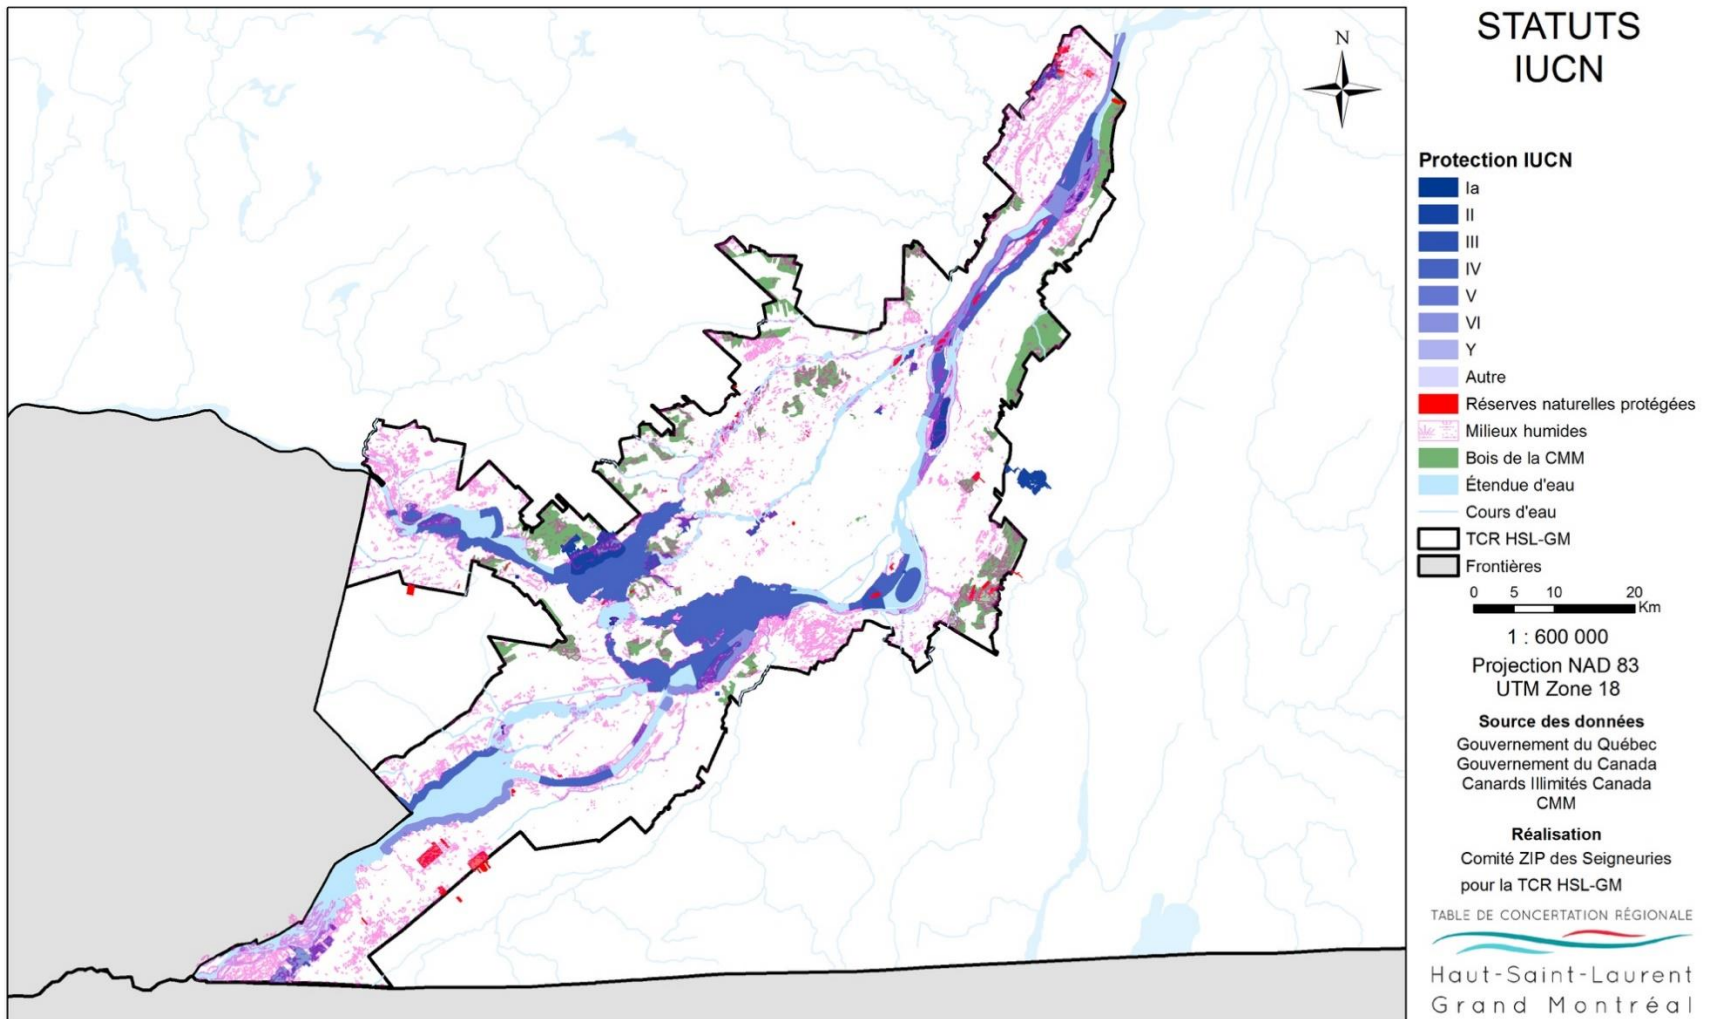 STATUTS
IUCN
N
Protection IUCN
Ia
II
III
IV
V
VI
Y
Autre
Réserves naturelles protégées
Milieux humides
Bois de la CMM
Étendue d'eau
Cours d'eau
TCR HSL-GM
Frontières
0 5 10 20
Km
1 : 600 000
Projection NAD 83
UTM Zone 18
Source des données
Gouvernement du Québec
Gouvernement du Canada
Canards Illimités Canada
CMM
Réalisation
Comité ZIP des Seigneuries
pour la TCR HSL-GM
TABLE DE CONCERTATION RÉGIONALE
Haut-Saint-Laurent
Grand Montréal